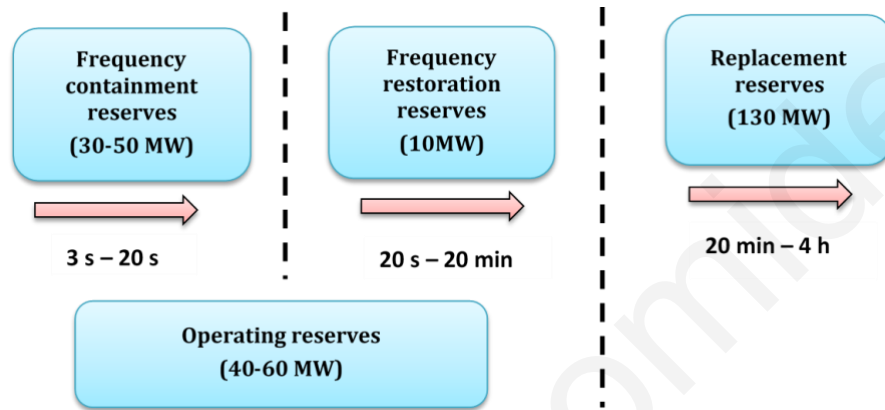 Frequency
containment
reserves
(30-50 MW)
Frequency
restoration
reserves
(10MW)
Replacement
reserves
(130 MW)
3 s – 20 s
20 s – 20 min
20 min – 4 h
Operating reserves
(40-60 MW)